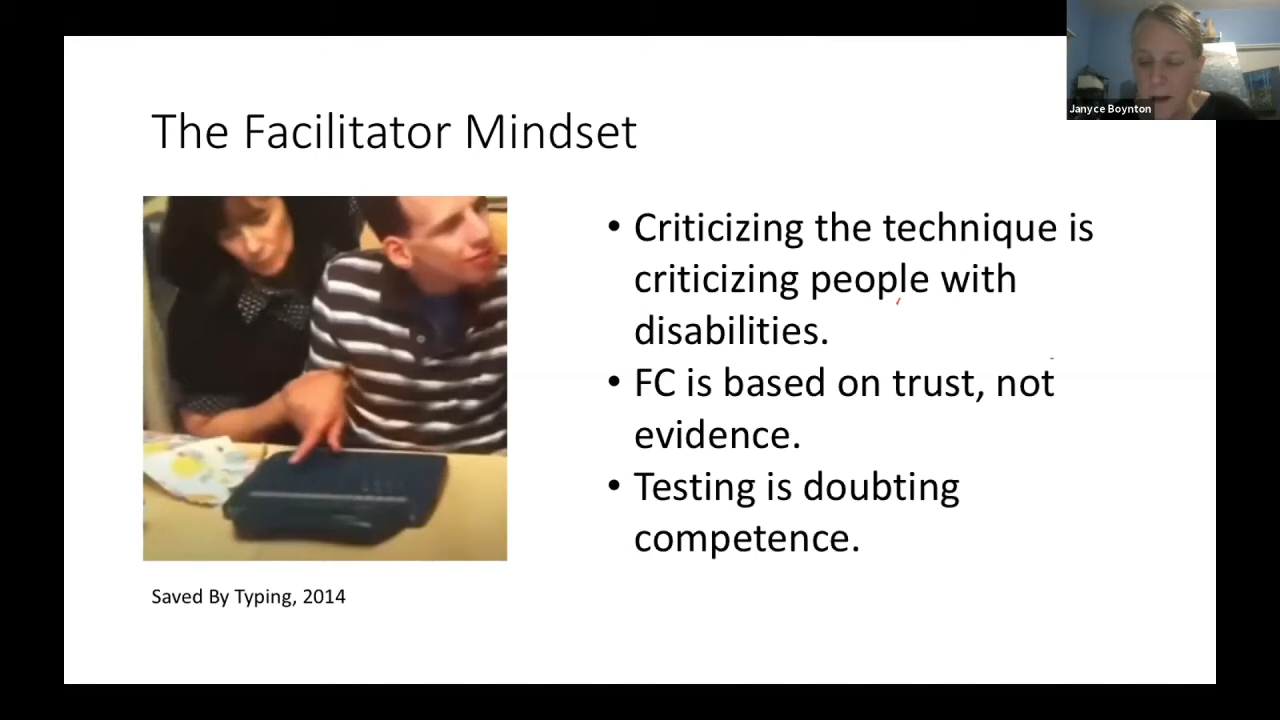 Janyce Boynton
The Facilitator Mindset
• Criticizing the technique is
criticizing people with
disabilities.
• FC is based on trust, not
evidence.
• Testing is doubting
competence.
Saved By Typing, 2014